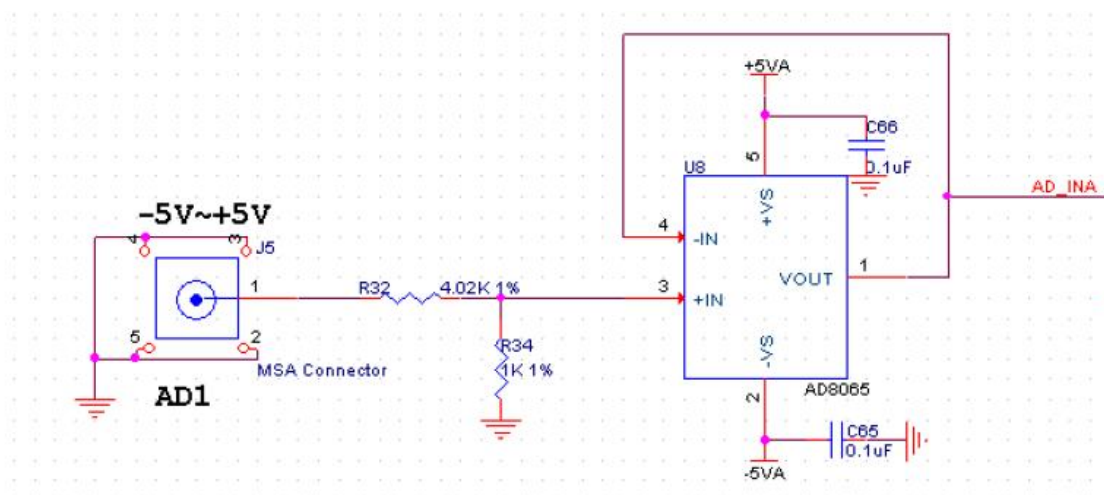 +5VA
C66
0.1uF
U8
5
+VS
AD_INA
-5V~+5V
4
3
J5
4
-IN
1
VOUT
1
R32
4.02K 1%
3
+IN
5
2
R34
1K 1%
-VS
MSA Connector
AD1
AD8065
2
C65
0.1uF
-5VA